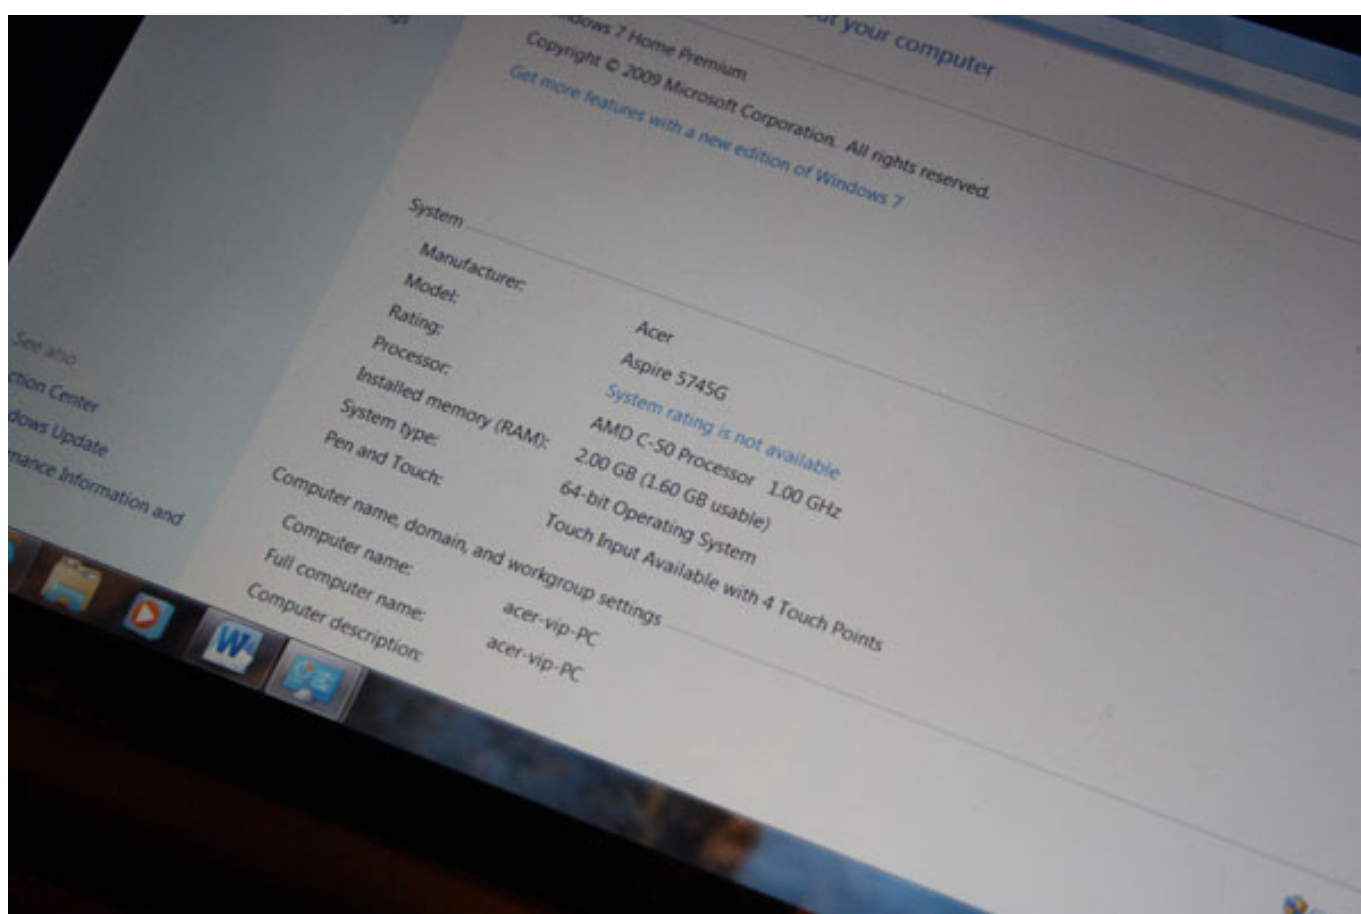 ut your computer
dows 7 Home Premium
Copyright © 2009 Microsoft Corporation. All rights reserved.
Get more features with a new edition of Windows 7
System
Manufacturer: Acer
Model: Aspire 5745G
Rating: System rating is not available
Processor: AMD C-50 Processor 1.00 GHz
Installed memory (RAM): 2.00 GB (1.60 GB usable)
System type: 64-bit Operating System
Pen and Touch: Touch Input Available with 4 Touch Points
Computer name, domain, and workgroup settings
Computer name: acer-vip-PC
Full computer name: acer-vip-PC
Computer description:
See also
ction Center
dows Update
mance Information and
W